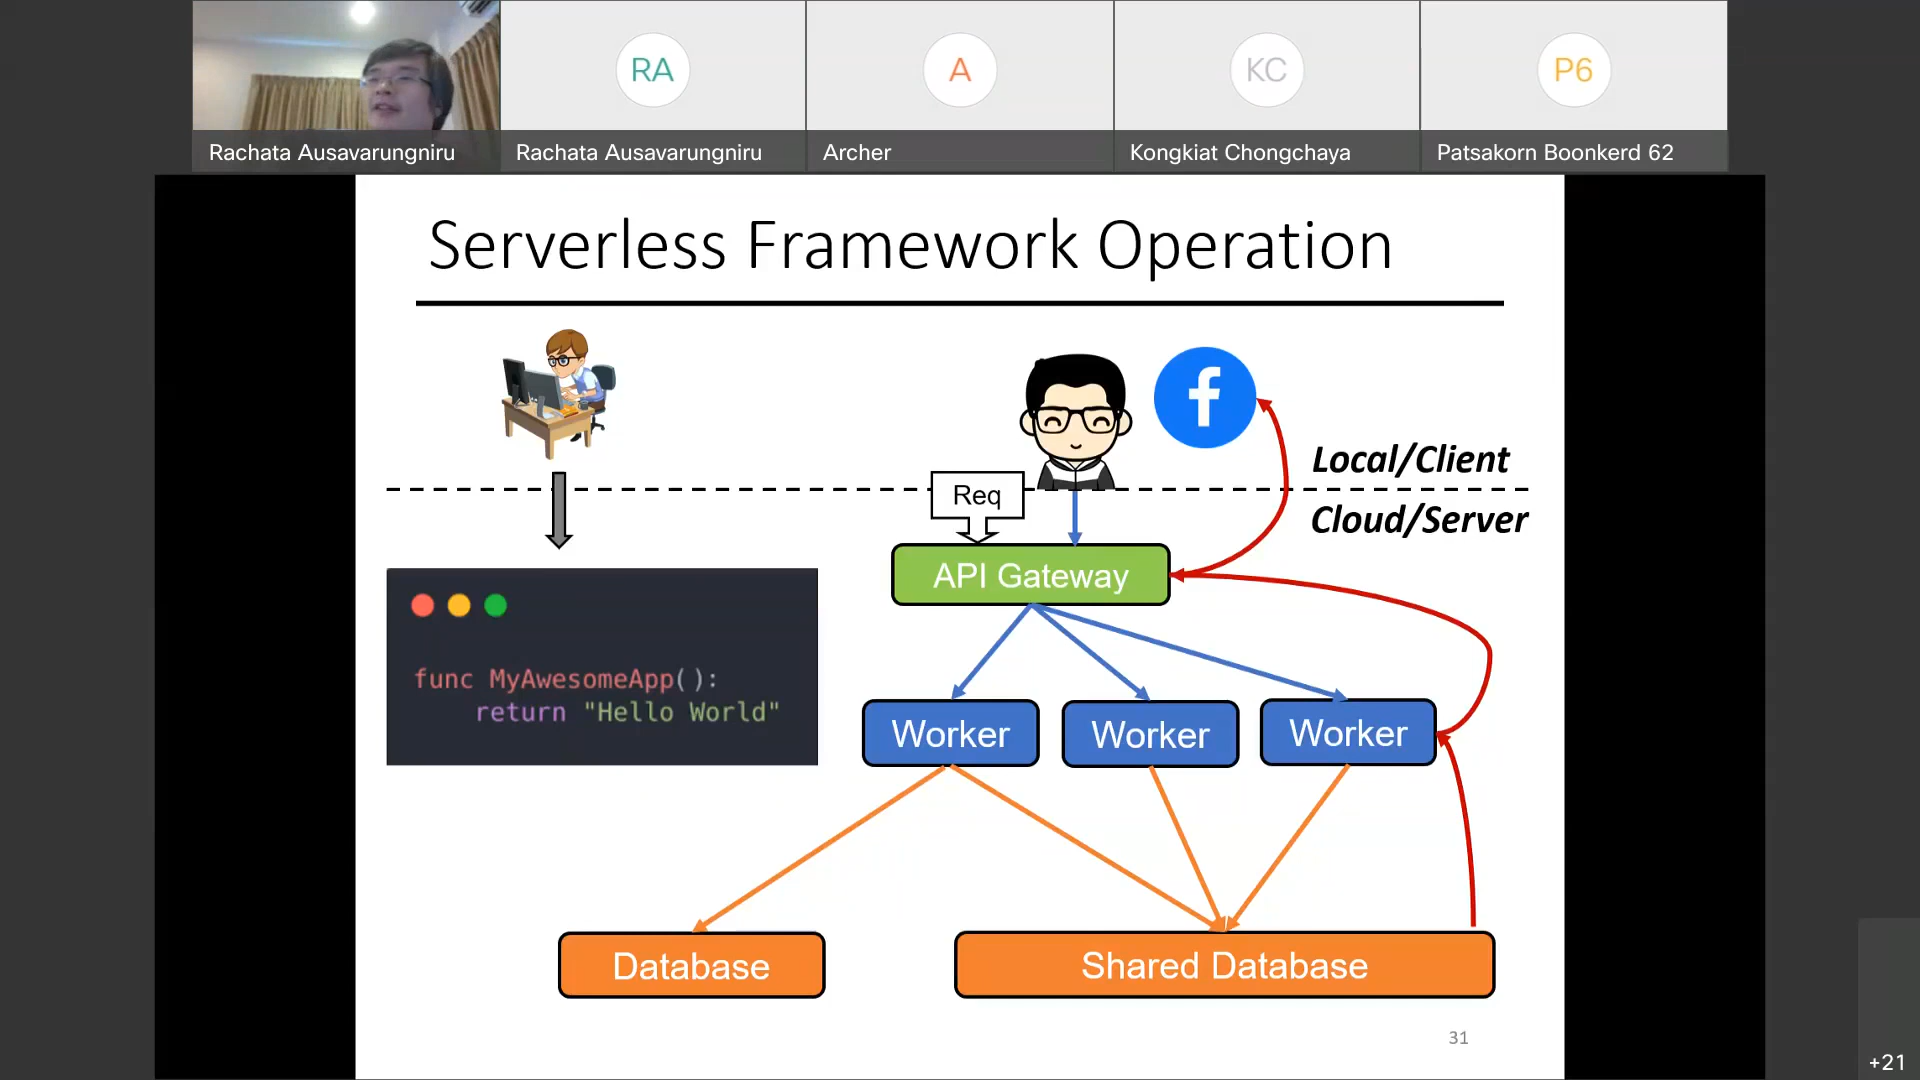 RA
A
KC
P6
Rachata Ausavarungniru
Rachata Ausavarungniru
Archer
Kongkiat Chongchaya
Patsakorn Boonkerd 62
Serverless Framework Operation
f
Local/Client
Req
Cloud/Server
API Gateway
func MyAwesomeApp():
return "Hello World"
Worker
Worker
Worker
Database
Shared Database
31
+21